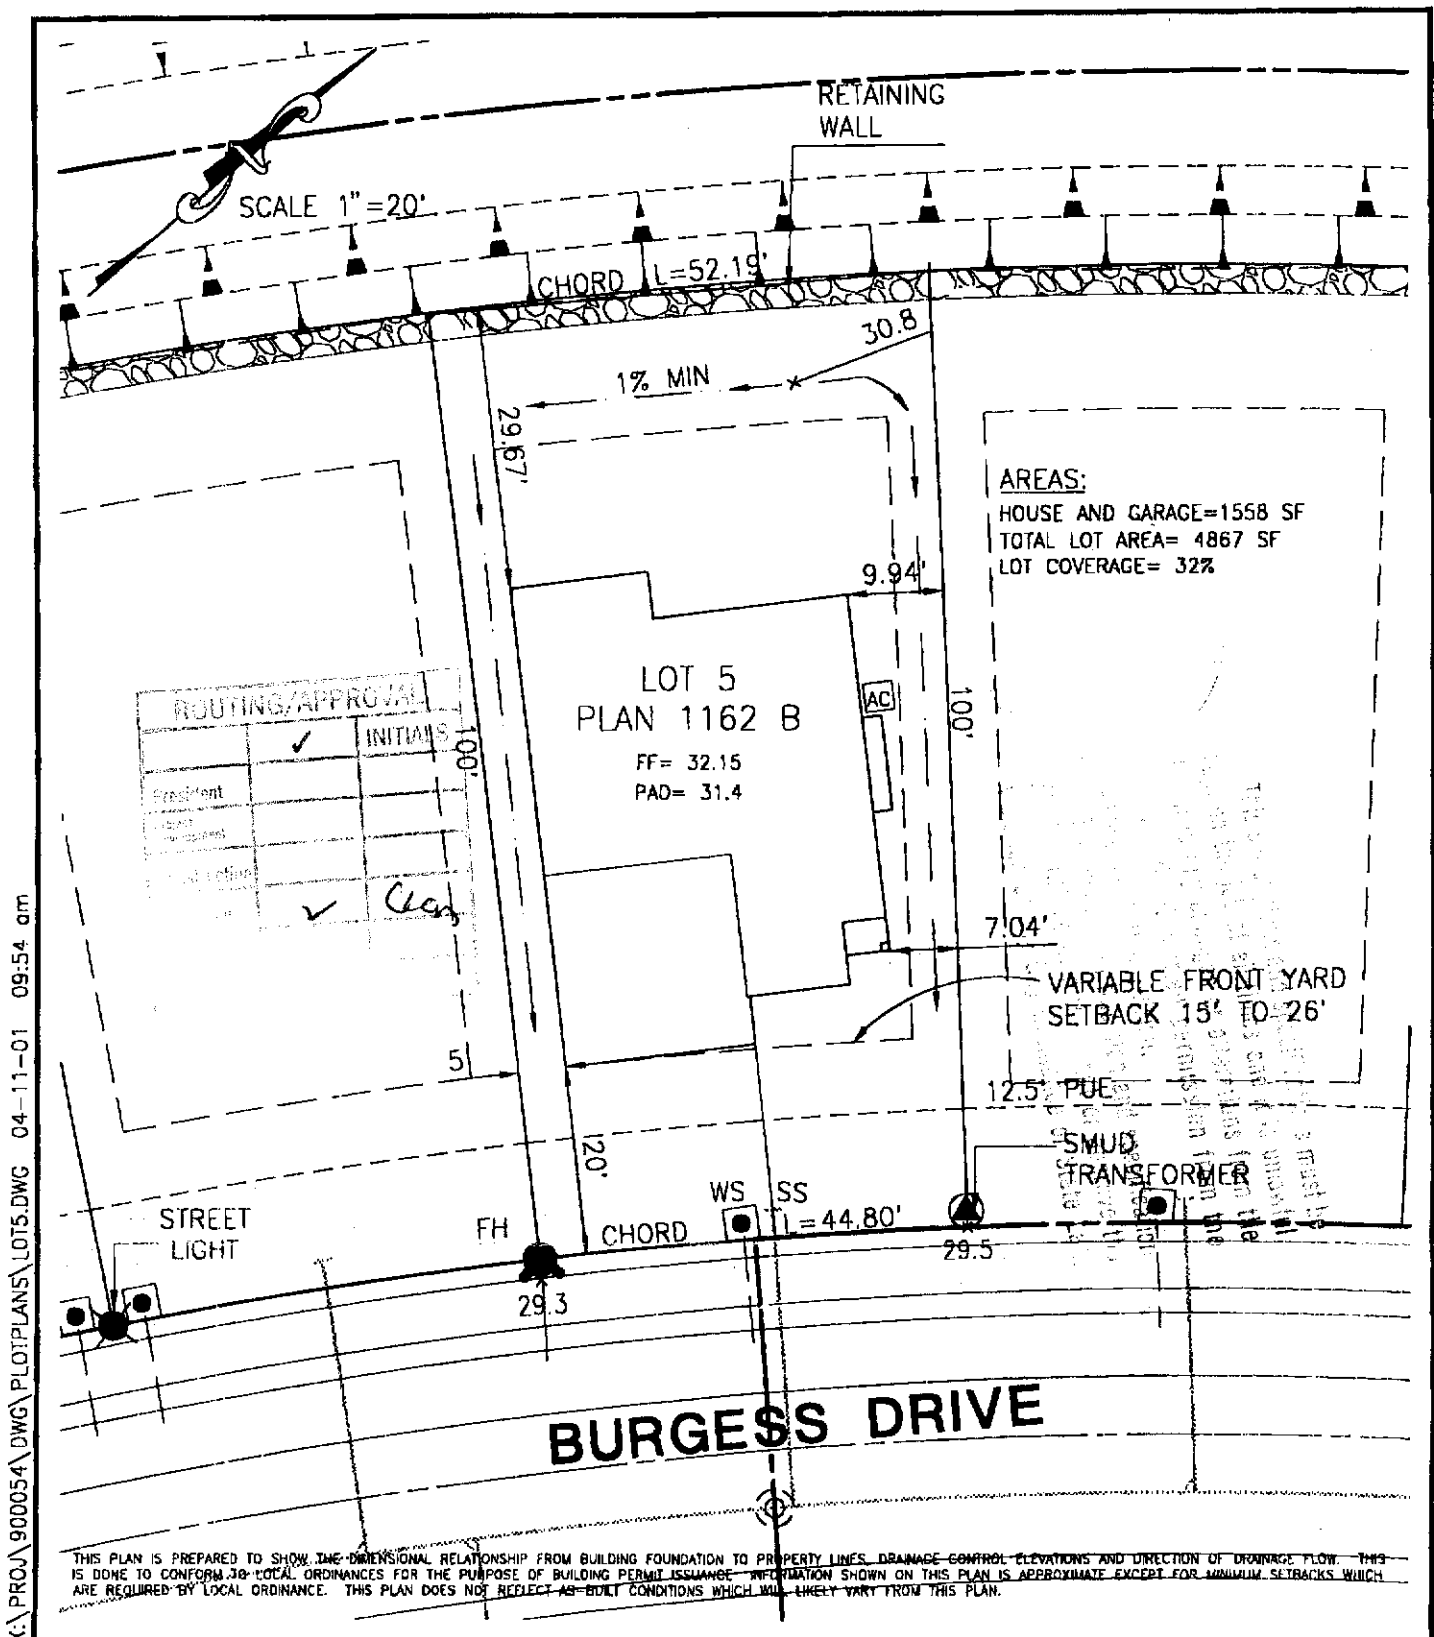 RETAINING
WALL
SCALE 1"=20'
CHORD L=52.19'
30.8
1% MIN
29.67'
AREAS:
HOUSE AND GARAGE=1558 SF
TOTAL LOT AREA= 4867 SF
LOT COVERAGE= 32%
9.94'
LOT 5
PLAN 1162 B
FF= 32.15
PAD= 31.4
AC
100'
100'
ROUTING/APPROVAL
INITIALS
President
7.04'
VARIABLE FRONT YARD
SETBACK 15' TO 26'
5
12.5' PUE
20'
SMUD
TRANSFORMER
WS SS
STREET
LIGHT
FH
CHORD L=44.80'
29.5
29.3
BURGESS DRIVE
THIS PLAN IS PREPARED TO SHOW THE DIMENSIONAL RELATIONSHIP FROM BUILDING FOUNDATION TO PROPERTY LINES, DRAINAGE CONTROL ELEVATIONS AND DIRECTION OF DRAINAGE FLOW. THIS
IS DONE TO CONFORM TO LOCAL ORDINANCES FOR THE PURPOSE OF BUILDING PERMIT ISSUANCE INFORMATION SHOWN ON THIS PLAN IS APPROXIMATE EXCEPT FOR MINIMUM SETBACKS WHICH
ARE REQUIRED BY LOCAL ORDINANCE. THIS PLAN DOES NOT REFLECT AS-BUILT CONDITIONS WHICH WILL LIKELY VARY FROM THIS PLAN.
K:\PROJ\900054\DWG\PLOTPLANS\LOT5.DWG 04-11-01 09:54 am